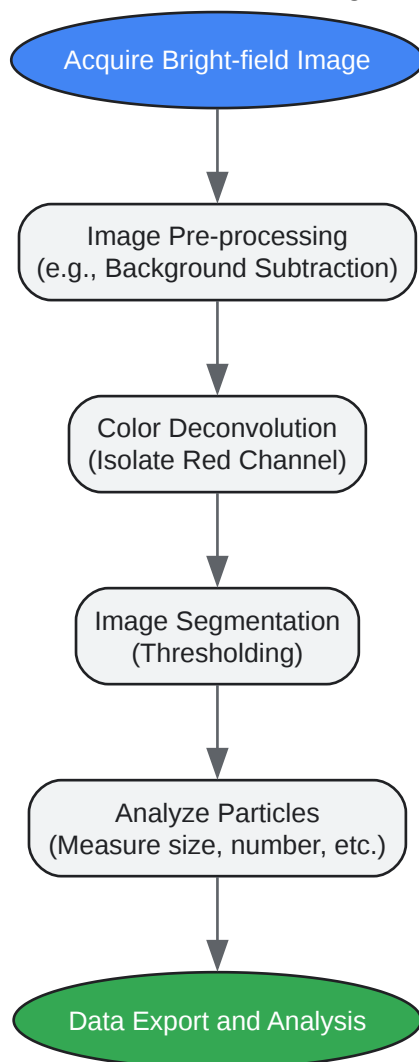 Acquire Bright-field Image
Image Pre-processing
(e.g., Background Subtraction)
Color Deconvolution
(Isolate Red Channel)
Image Segmentation
(Thresholding)
Analyze Particles
(Measure size, number, etc.)
Data Export and Analysis